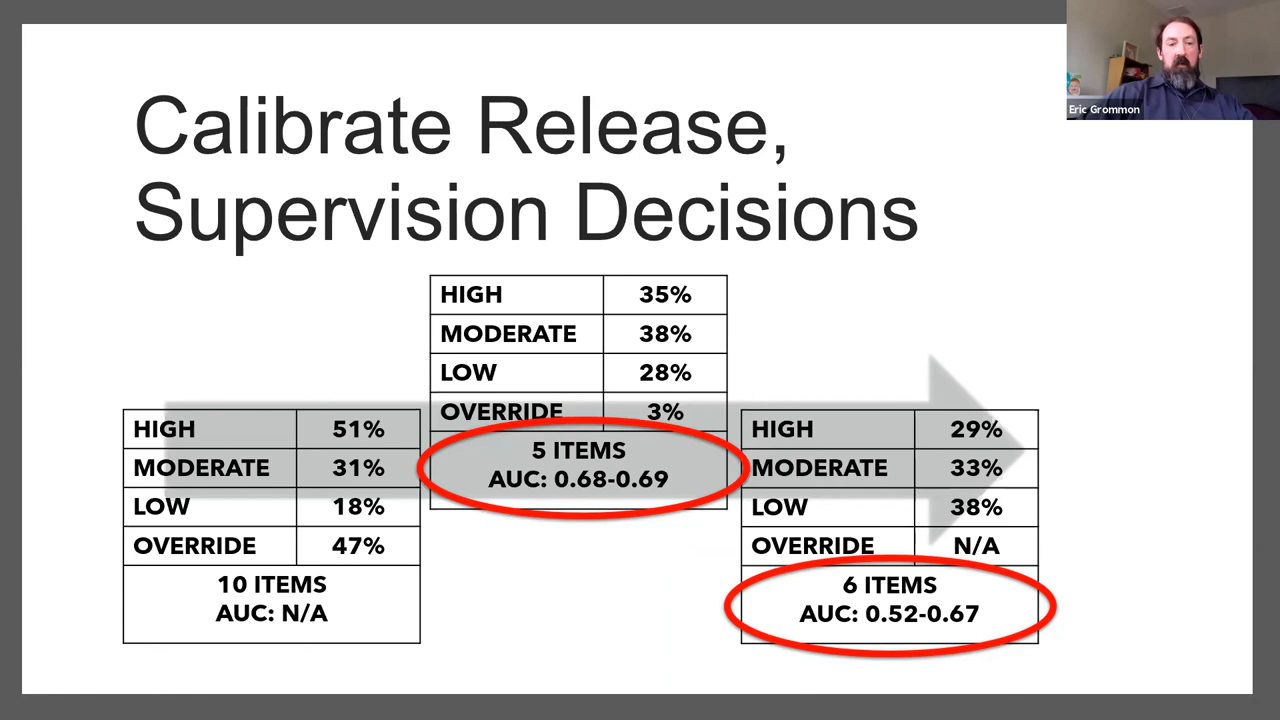 Calibrate Release,
Supervision Decisions
Eric Grommon
HIGH 51%
MODERATE 31%
LOW 18%
OVERRIDE 47%
10 ITEMS
AUC: N/A
HIGH 35%
MODERATE 38%
LOW 28%
OVERRIDE 3%
5 ITEMS
AUC: 0.68-0.69
HIGH 29%
MODERATE 33%
LOW 38%
OVERRIDE N/A
6 ITEMS
AUC: 0.52-0.67